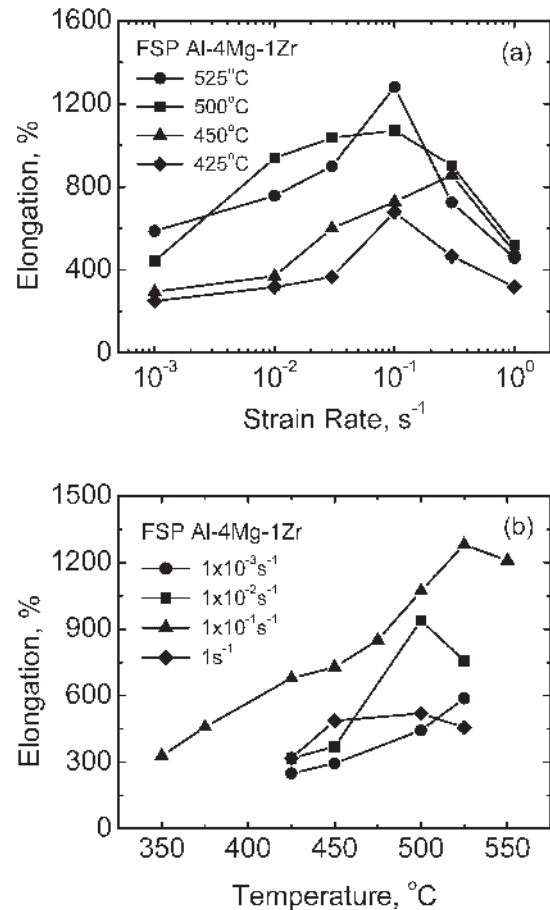 (a)
FSP Al-4Mg-1Zr
525°C
500°C
450°C
425°C
Elongation, %
1600
1200
800
400
0
10⁻³
10⁻²
10⁻¹
10⁰
Strain Rate, s⁻¹
(b)
FSP Al-4Mg-1Zr
1x10⁻³s⁻¹
1x10⁻²s⁻¹
1x10⁻¹s⁻¹
1s⁻¹
Elongation, %
1500
1200
900
600
300
0
350
400
450
500
550
Temperature, °C